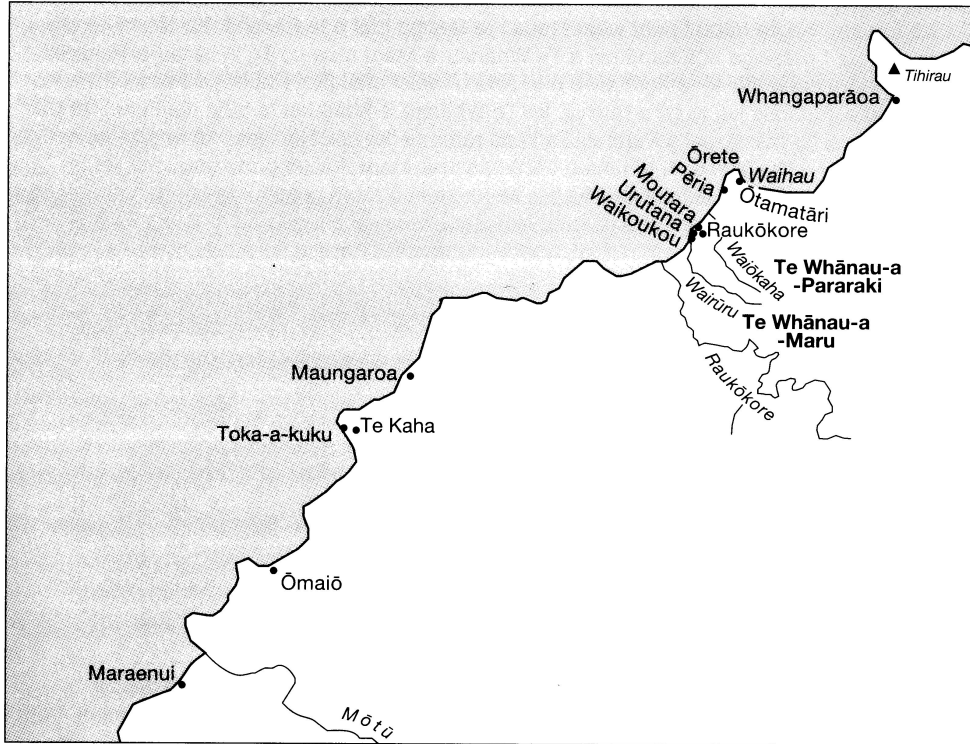 Tihirau
Whangaparāoa
Ōrete
Waihau
Pēria
Ōtamatāri
Moutara
Urutana
Raukōkore
Waikoukou
Waiōkaha
Te Whānau-a
-Pararaki
Wairūru
Te Whānau-a
-Maru
Raukōkore
Maungaroa
Toka-a-kuku
Te Kaha
Ōmaiō
Maraenui
Mōtū